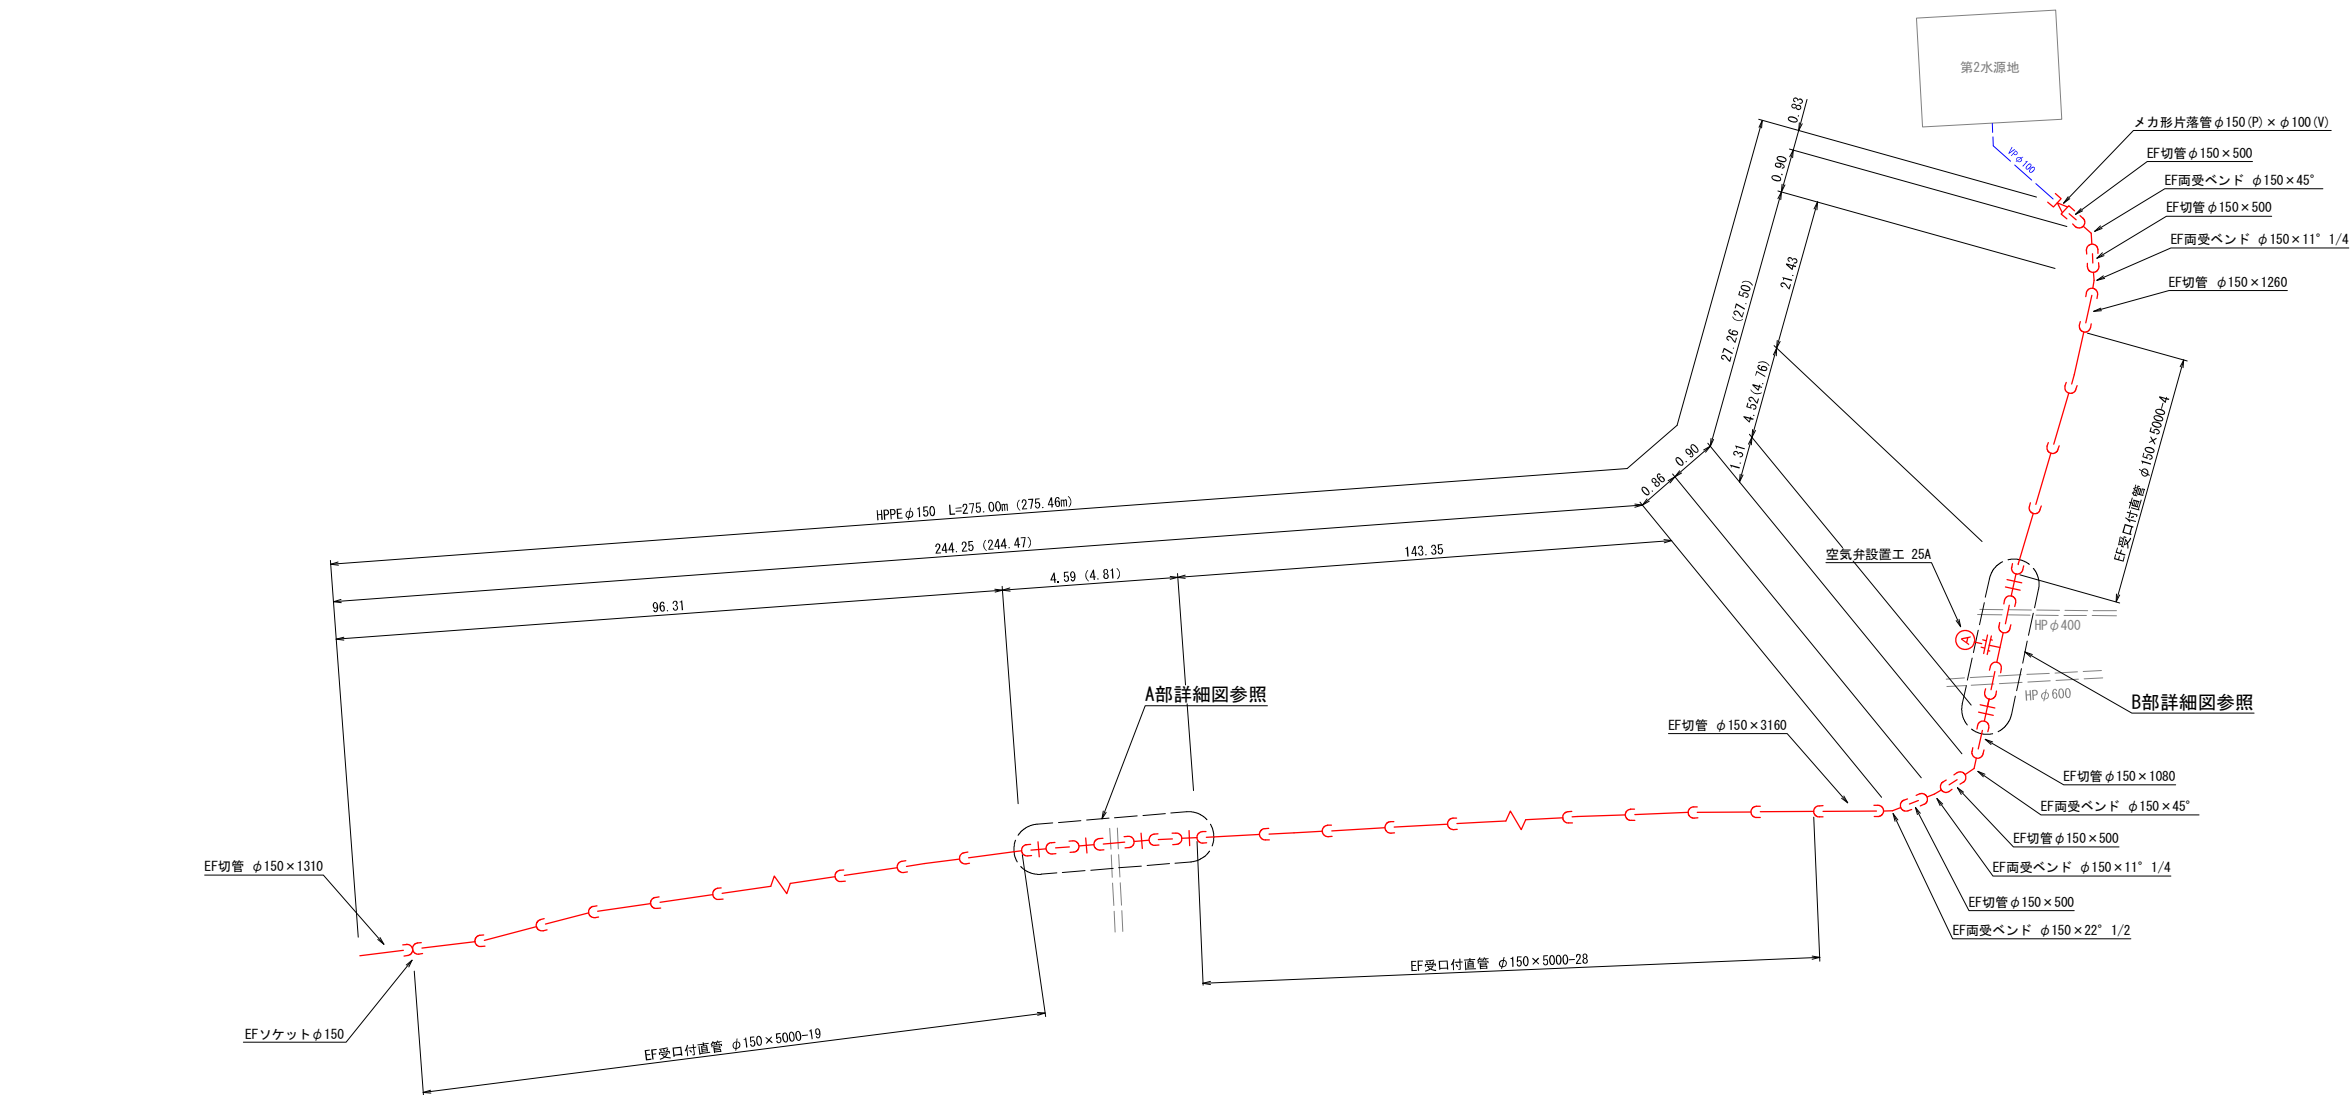 第2水源地
メカ形片落管φ150(P)×φ100(V)
EF切管φ150×500
EF両受ベンド φ150×45°
EF切管φ150×500
EF両受ベンド φ150×11°1/4
EF切管 φ150×1260
VPφ100
0.83
0.90
21.43
27.26 (27.50)
4.52(4.76)
1.31
0.90
0.86
EF受口付直管 φ150×5000-4
HPPEφ150 L=275.00m (275.46m)
244.25 (244.47)
143.35
4.59 (4.81)
96.31
空気弁設置工 25A
A
HPφ400
HPφ600
A部詳細図参照
B部詳細図参照
EF切管 φ150×3160
EF切管φ150×1080
EF両受ベンド φ150×45°
EF切管φ150×500
EF両受ベンド φ150×11°1/4
EF切管φ150×500
EF両受ベンド φ150×22°1/2
EF切管 φ150×1310
EF受口付直管 φ150×5000-28
EFソケットφ150
EF受口付直管 φ150×5000-19